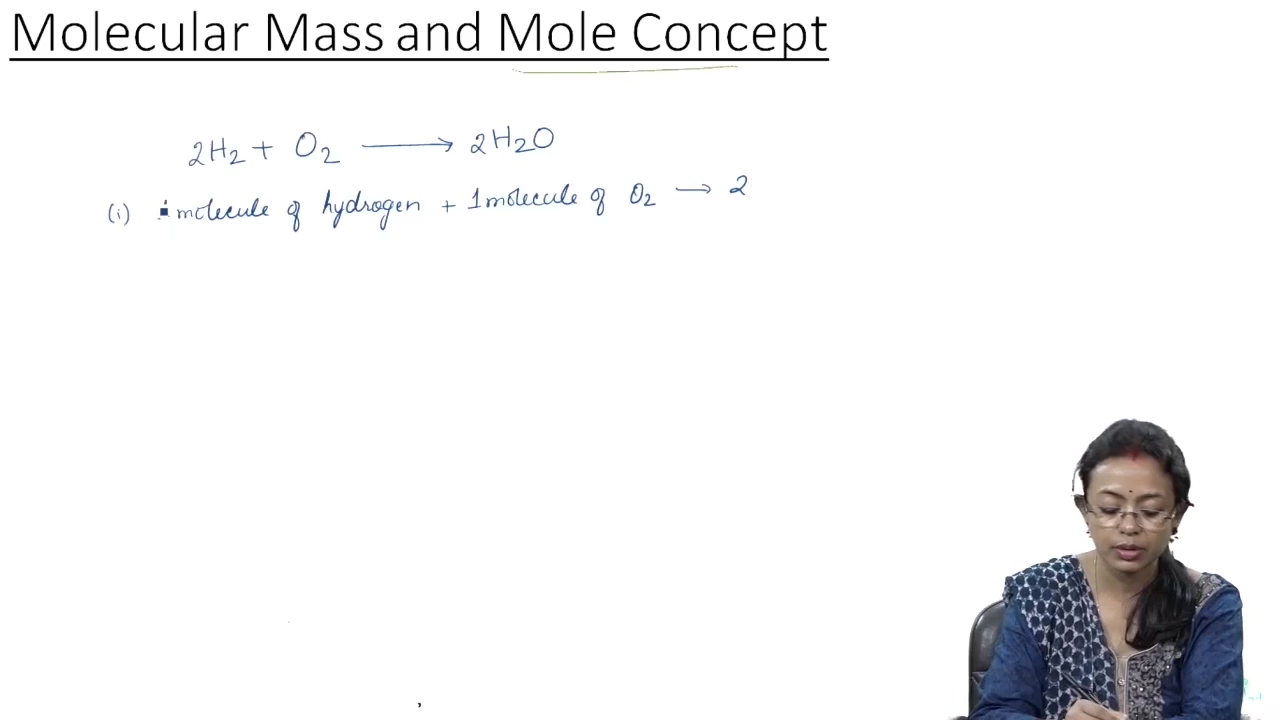 Molecular Mass and Mole Concept
2H₂ + O₂ ⟶ 2H₂O
(i) molecule of hydrogen + 1 molecule of O₂ → 2